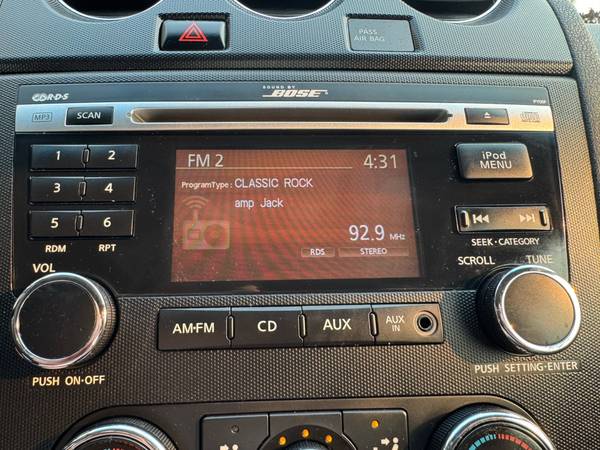 PASS
AIR BAG
R·D·S
SOUND BY
BOSE
MP3
SCAN
1 2
3 4
5 6
RDM RPT
FM 2 4:31
ProgramType : CLASSIC ROCK
amp Jack
92.9 MHz
RDS STEREO
iPod
MENU
SEEK·CATEGORY
VOL
SCROLL TUNE
AM·FM CD AUX AUX
IN
PUSH ON·OFF
PUSH SETTING·ENTER